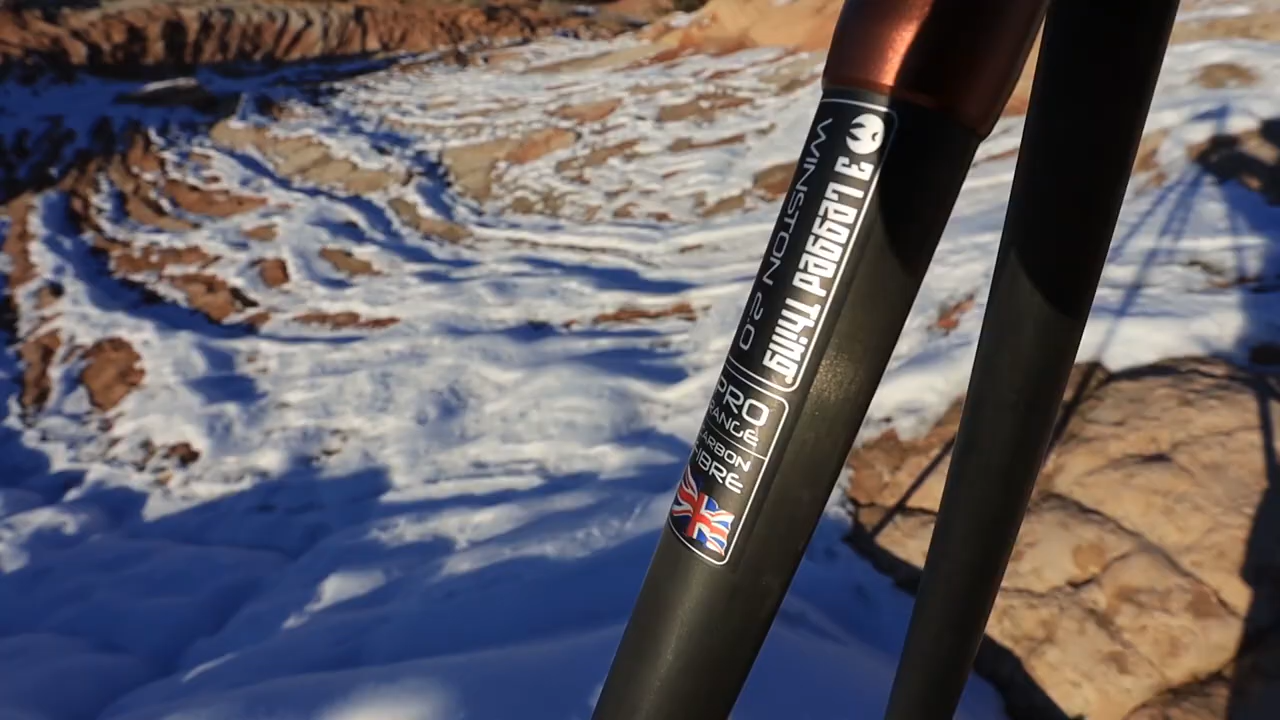 3 Legged Thing
WINSTON 2.0
PRO
RANGE
CARBON
FIBRE